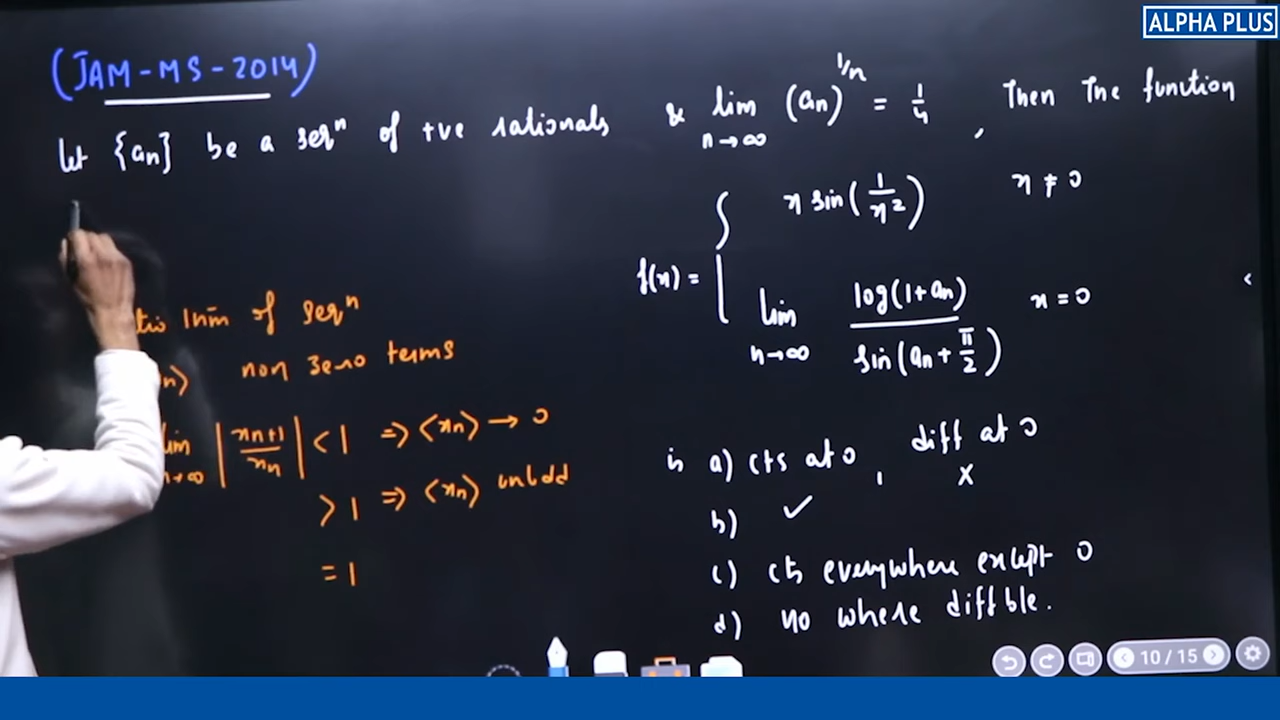 ALPHA PLUS
(JAM-MS-2014)
Let {an} be a seqⁿ of +ve rationals & lim n→∞ (an)^1/n = 1/4 , Then The function
f(x) = { x sin(1/x²) x ≠ 0
lim n→∞ log(1+an) / sin(an + π/2) x = 0
tio of seqⁿ
n⟩ non zero terms
lim n→∞ |xn+1/xn| < 1 ⇒ ⟨xn⟩ → 0
> 1 ⇒ ⟨xn⟩ unbdd
= 1
is a) cts at 0 , diff at 0 ×
b) ✓
c) cts everywhere except 0
d) no where diffble.
10 / 15